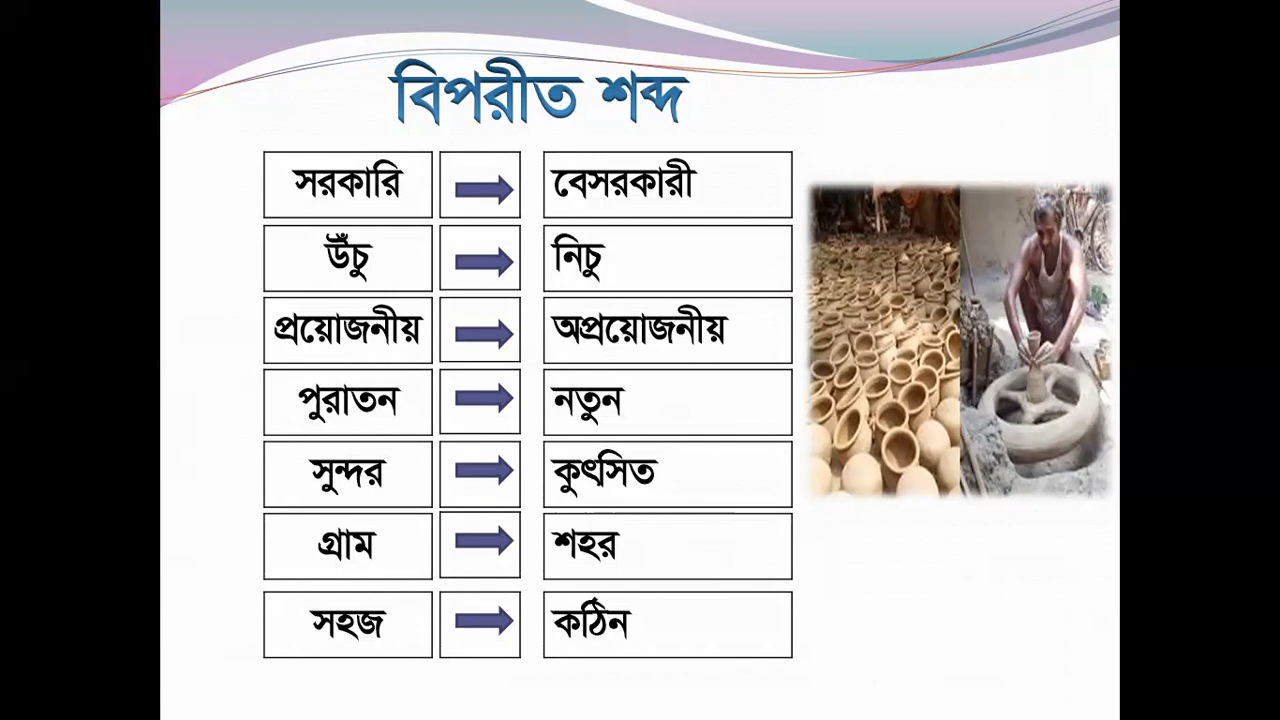 বিপরীত শব্দ
সরকারি বেসরকারী
উঁচু নিচু
প্রয়োজনীয় অপ্রয়োজনীয়
পুরাতন নতুন
সুন্দর কুৎসিত
গ্রাম শহর
সহজ কঠিন